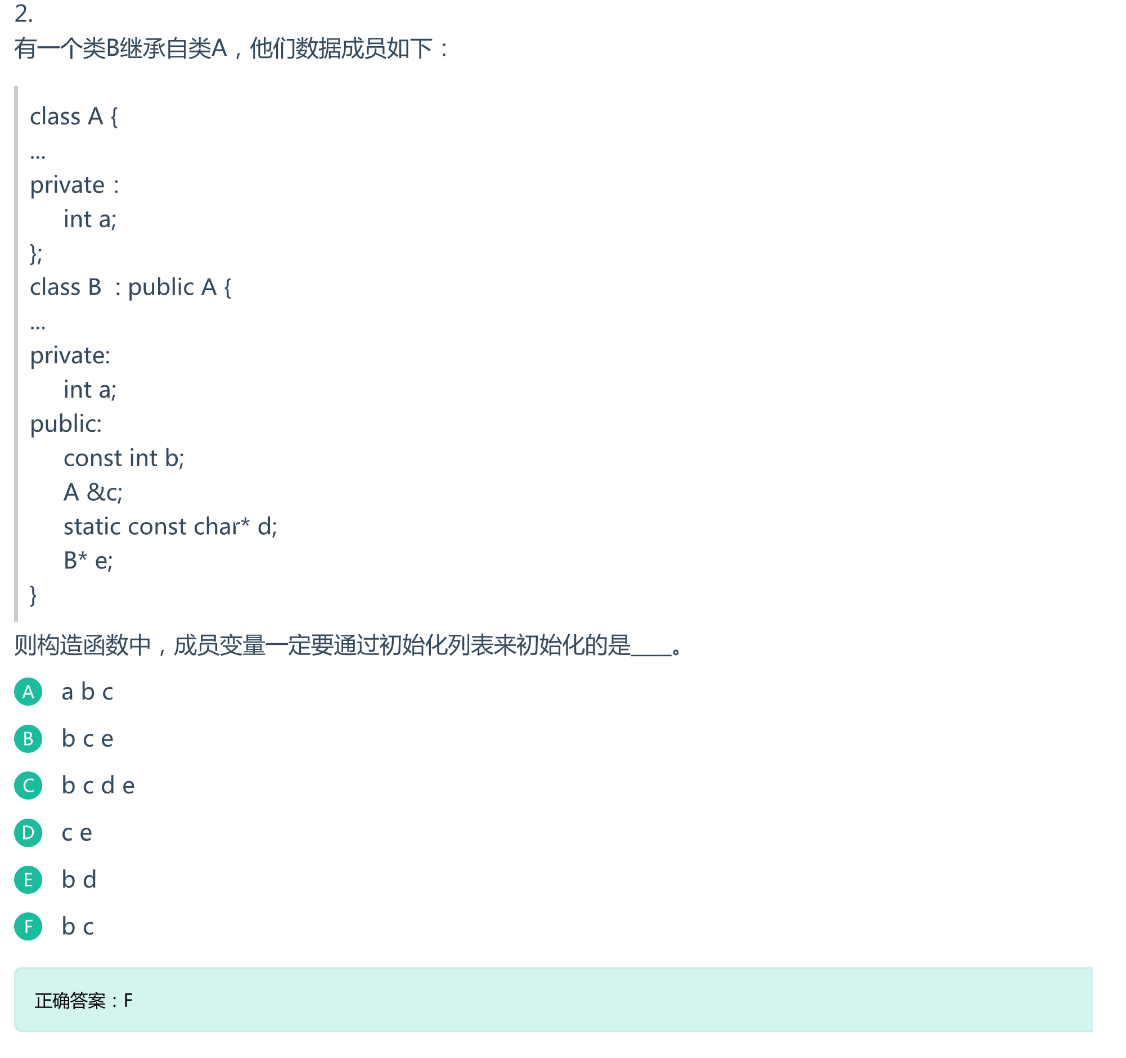 2.
有一个类B继承自类A，他们数据成员如下：
class A {
...
private：
int a;
};
class B : public A {
...
private:
int a;
public:
const int b;
A &c;
static const char* d;
B* e;
}
则构造函数中，成员变量一定要通过初始化列表来初始化的是____。
A a b c
B b c e
C b c d e
D c e
E b d
F b c
正确答案：F